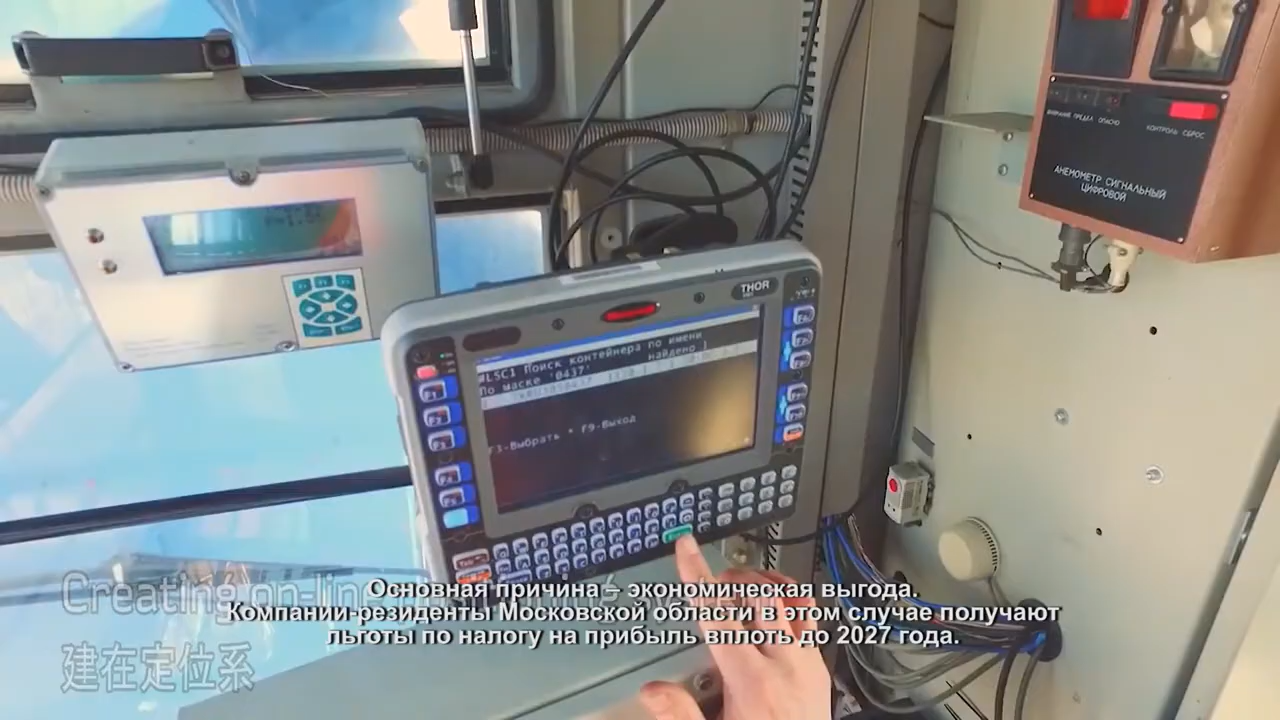 THOR
WLSC1 Поиск контейнера по имени
По маске '0437' найдено 1
F3-Выбрать * F9-Выход
КОНТРОЛЬ СБРОС
АНЕМОМЕТР СИГНАЛЬНЫЙ
ЦИФРОВОЙ
Creating on-line
建在定位系
Основная причина – экономическая выгода.
Компании-резиденты Московской области в этом случае получают
льготы по налогу на прибыль вплоть до 2027 года.